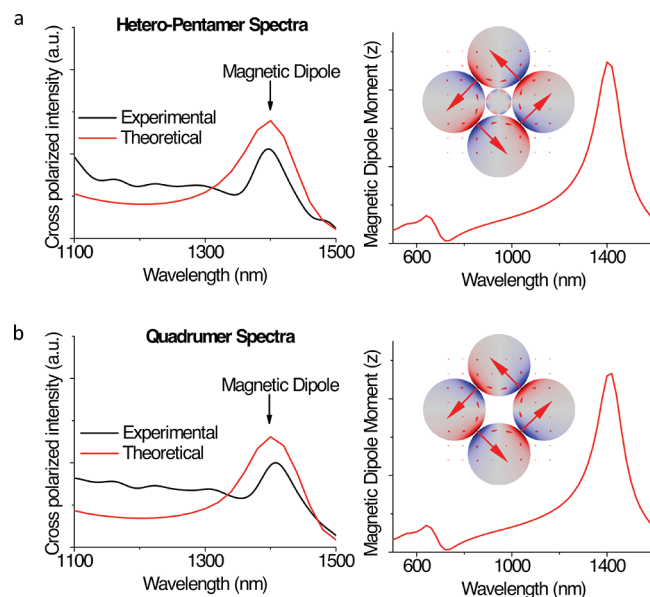 a
Hetero-Pentamer Spectra
Cross polarized intensity (a.u.)
Magnetic Dipole
Experimental
Theoretical
1100
1300
1500
Wavelength (nm)
Magnetic Dipole Moment (z)
600
1000
1400
Wavelength (nm)
b
Quadrumer Spectra
Cross polarized intensity (a.u.)
Magnetic Dipole
Experimental
Theoretical
1100
1300
1500
Wavelength (nm)
Magnetic Dipole Moment (z)
600
1000
1400
Wavelength (nm)